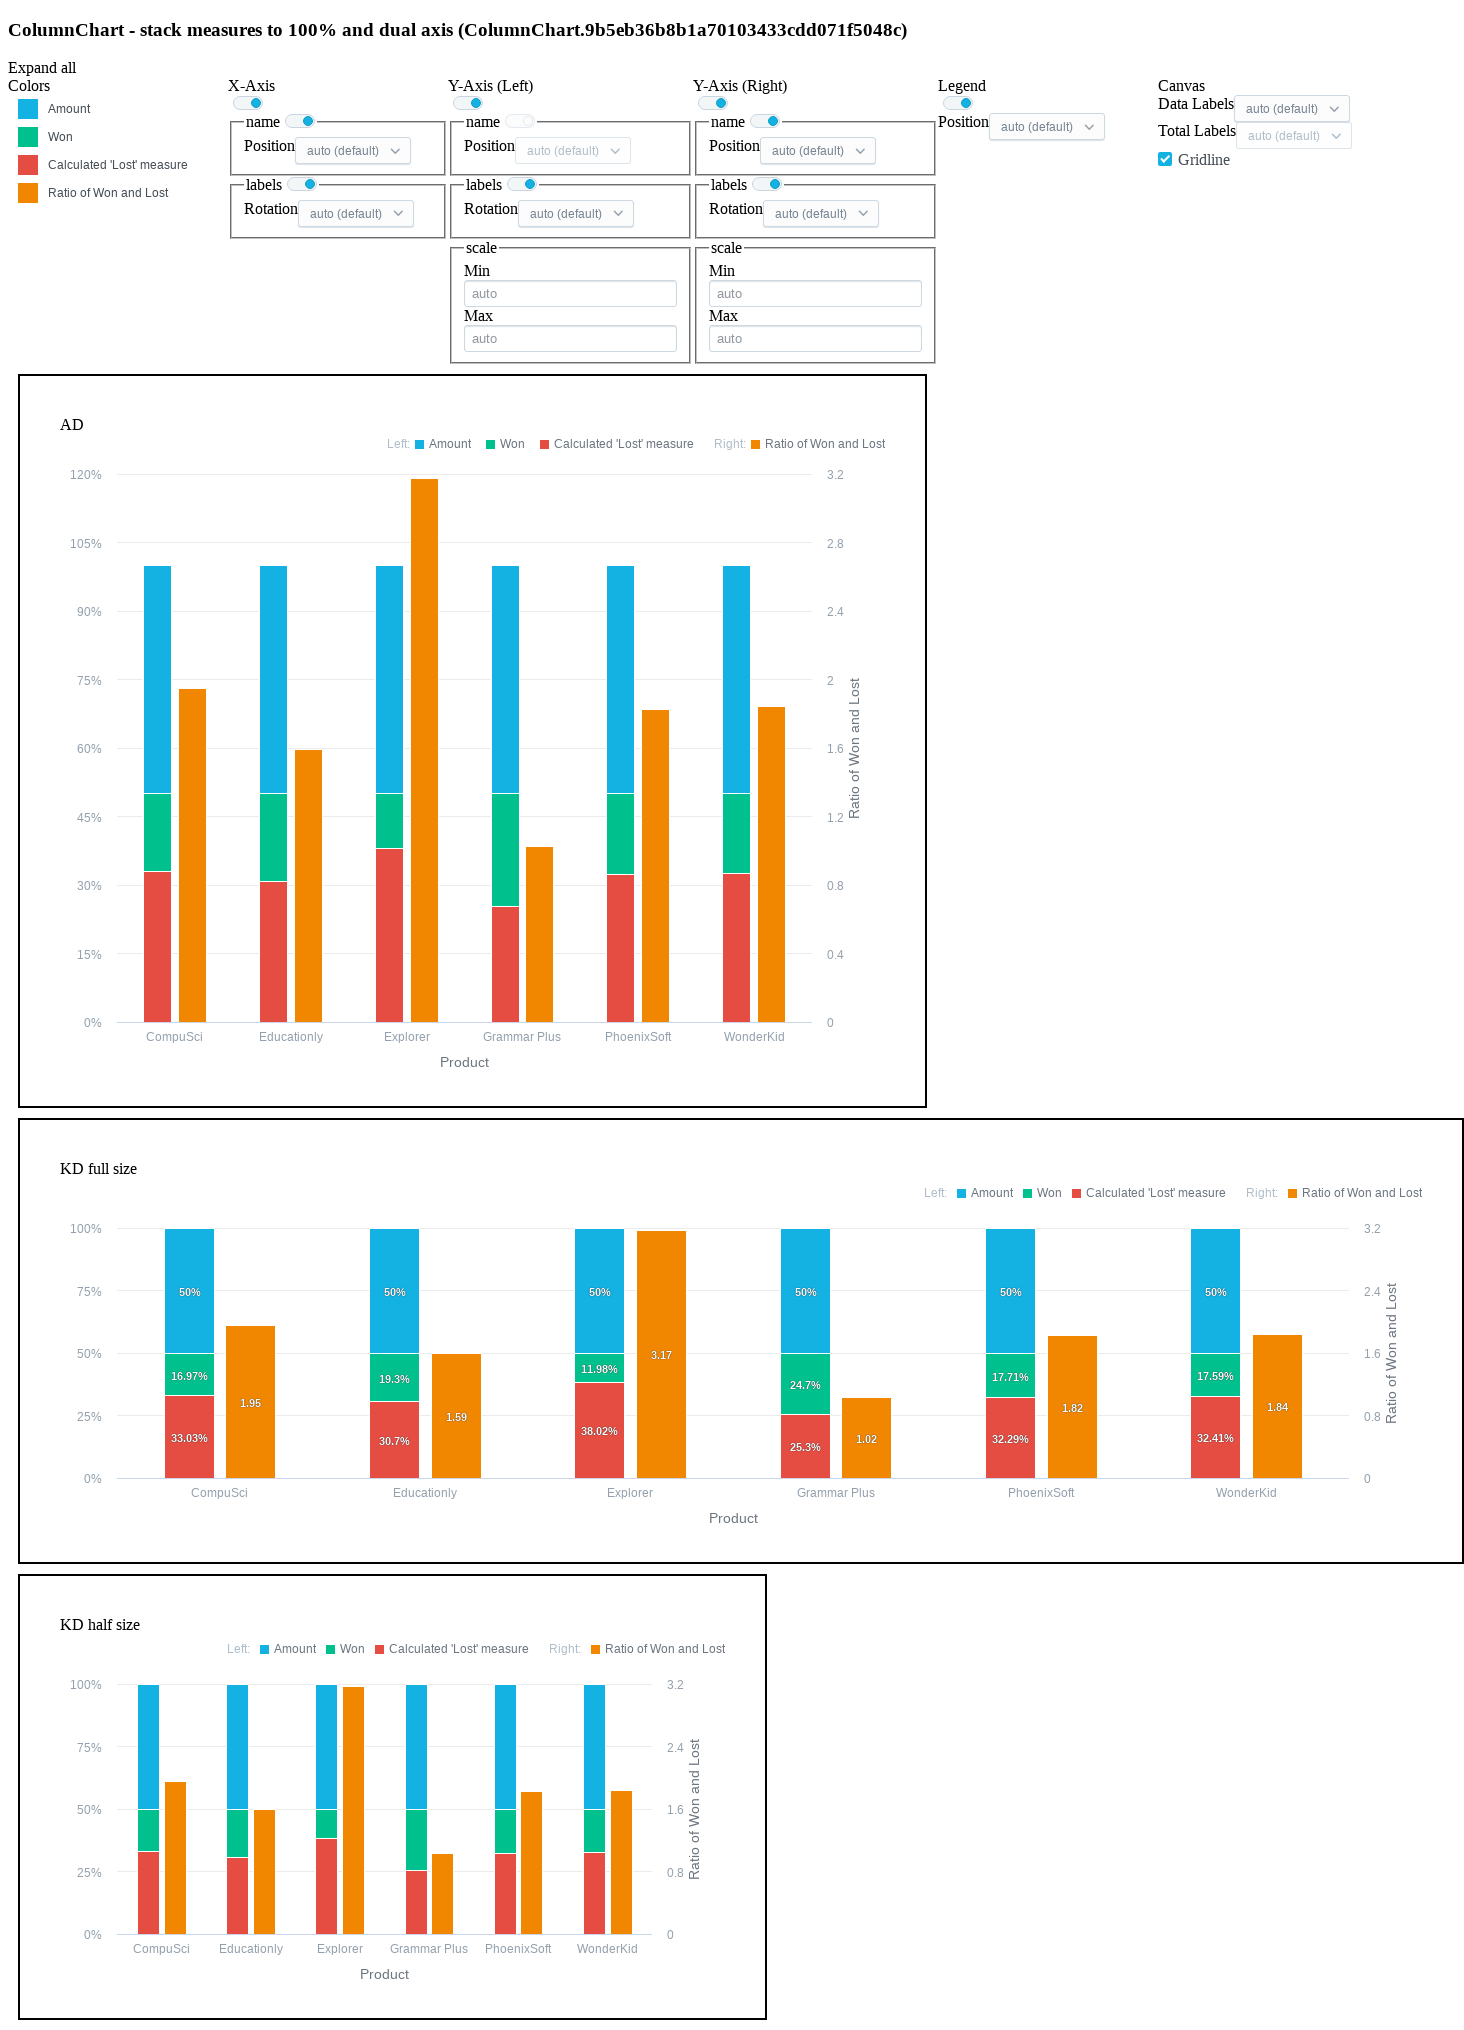 ColumnChart - stack measures to 100% and dual axis (ColumnChart.9b5eb36b8b1a70103433cdd071f5048c)
Expand all
Colors
Amount
Won
Calculated 'Lost' measure
Ratio of Won and Lost
X-Axis
name
Position auto (default)
labels
Rotation auto (default)
Y-Axis (Left)
name
Position auto (default)
labels
Rotation auto (default)
scale
Min
auto
Max
auto
Y-Axis (Right)
name
Position auto (default)
labels
Rotation auto (default)
scale
Min
auto
Max
auto
Legend
Position auto (default)
Canvas
Data Labels auto (default)
Total Labels auto (default)
Gridline
AD
Left: Amount Won Calculated 'Lost' measure Right: Ratio of Won and Lost
120% 3.2
105% 2.8
90% 2.4
75% 2
60% 1.6
45% 1.2
30% 0.8
15% 0.4
0% 0
Ratio of Won and Lost
CompuSci Educationly Explorer Grammar Plus PhoenixSoft WonderKid
Product
KD full size
Left: Amount Won Calculated 'Lost' measure Right: Ratio of Won and Lost
100% 3.2
75% 50% 50% 50% 50% 50% 50% 2.4
50% 3.17 1.6
16.97% 19.3% 11.98% 24.7% 17.71% 17.59%
25% 1.95 1.59 1.82 1.84 0.8
33.03% 30.7% 38.02% 25.3% 1.02 32.29% 32.41%
0% 0
Ratio of Won and Lost
CompuSci Educationly Explorer Grammar Plus PhoenixSoft WonderKid
Product
KD half size
Left: Amount Won Calculated 'Lost' measure Right: Ratio of Won and Lost
100% 3.2
75% 2.4
50% 1.6
25% 0.8
0% 0
Ratio of Won and Lost
CompuSci Educationly Explorer Grammar Plus PhoenixSoft WonderKid
Product